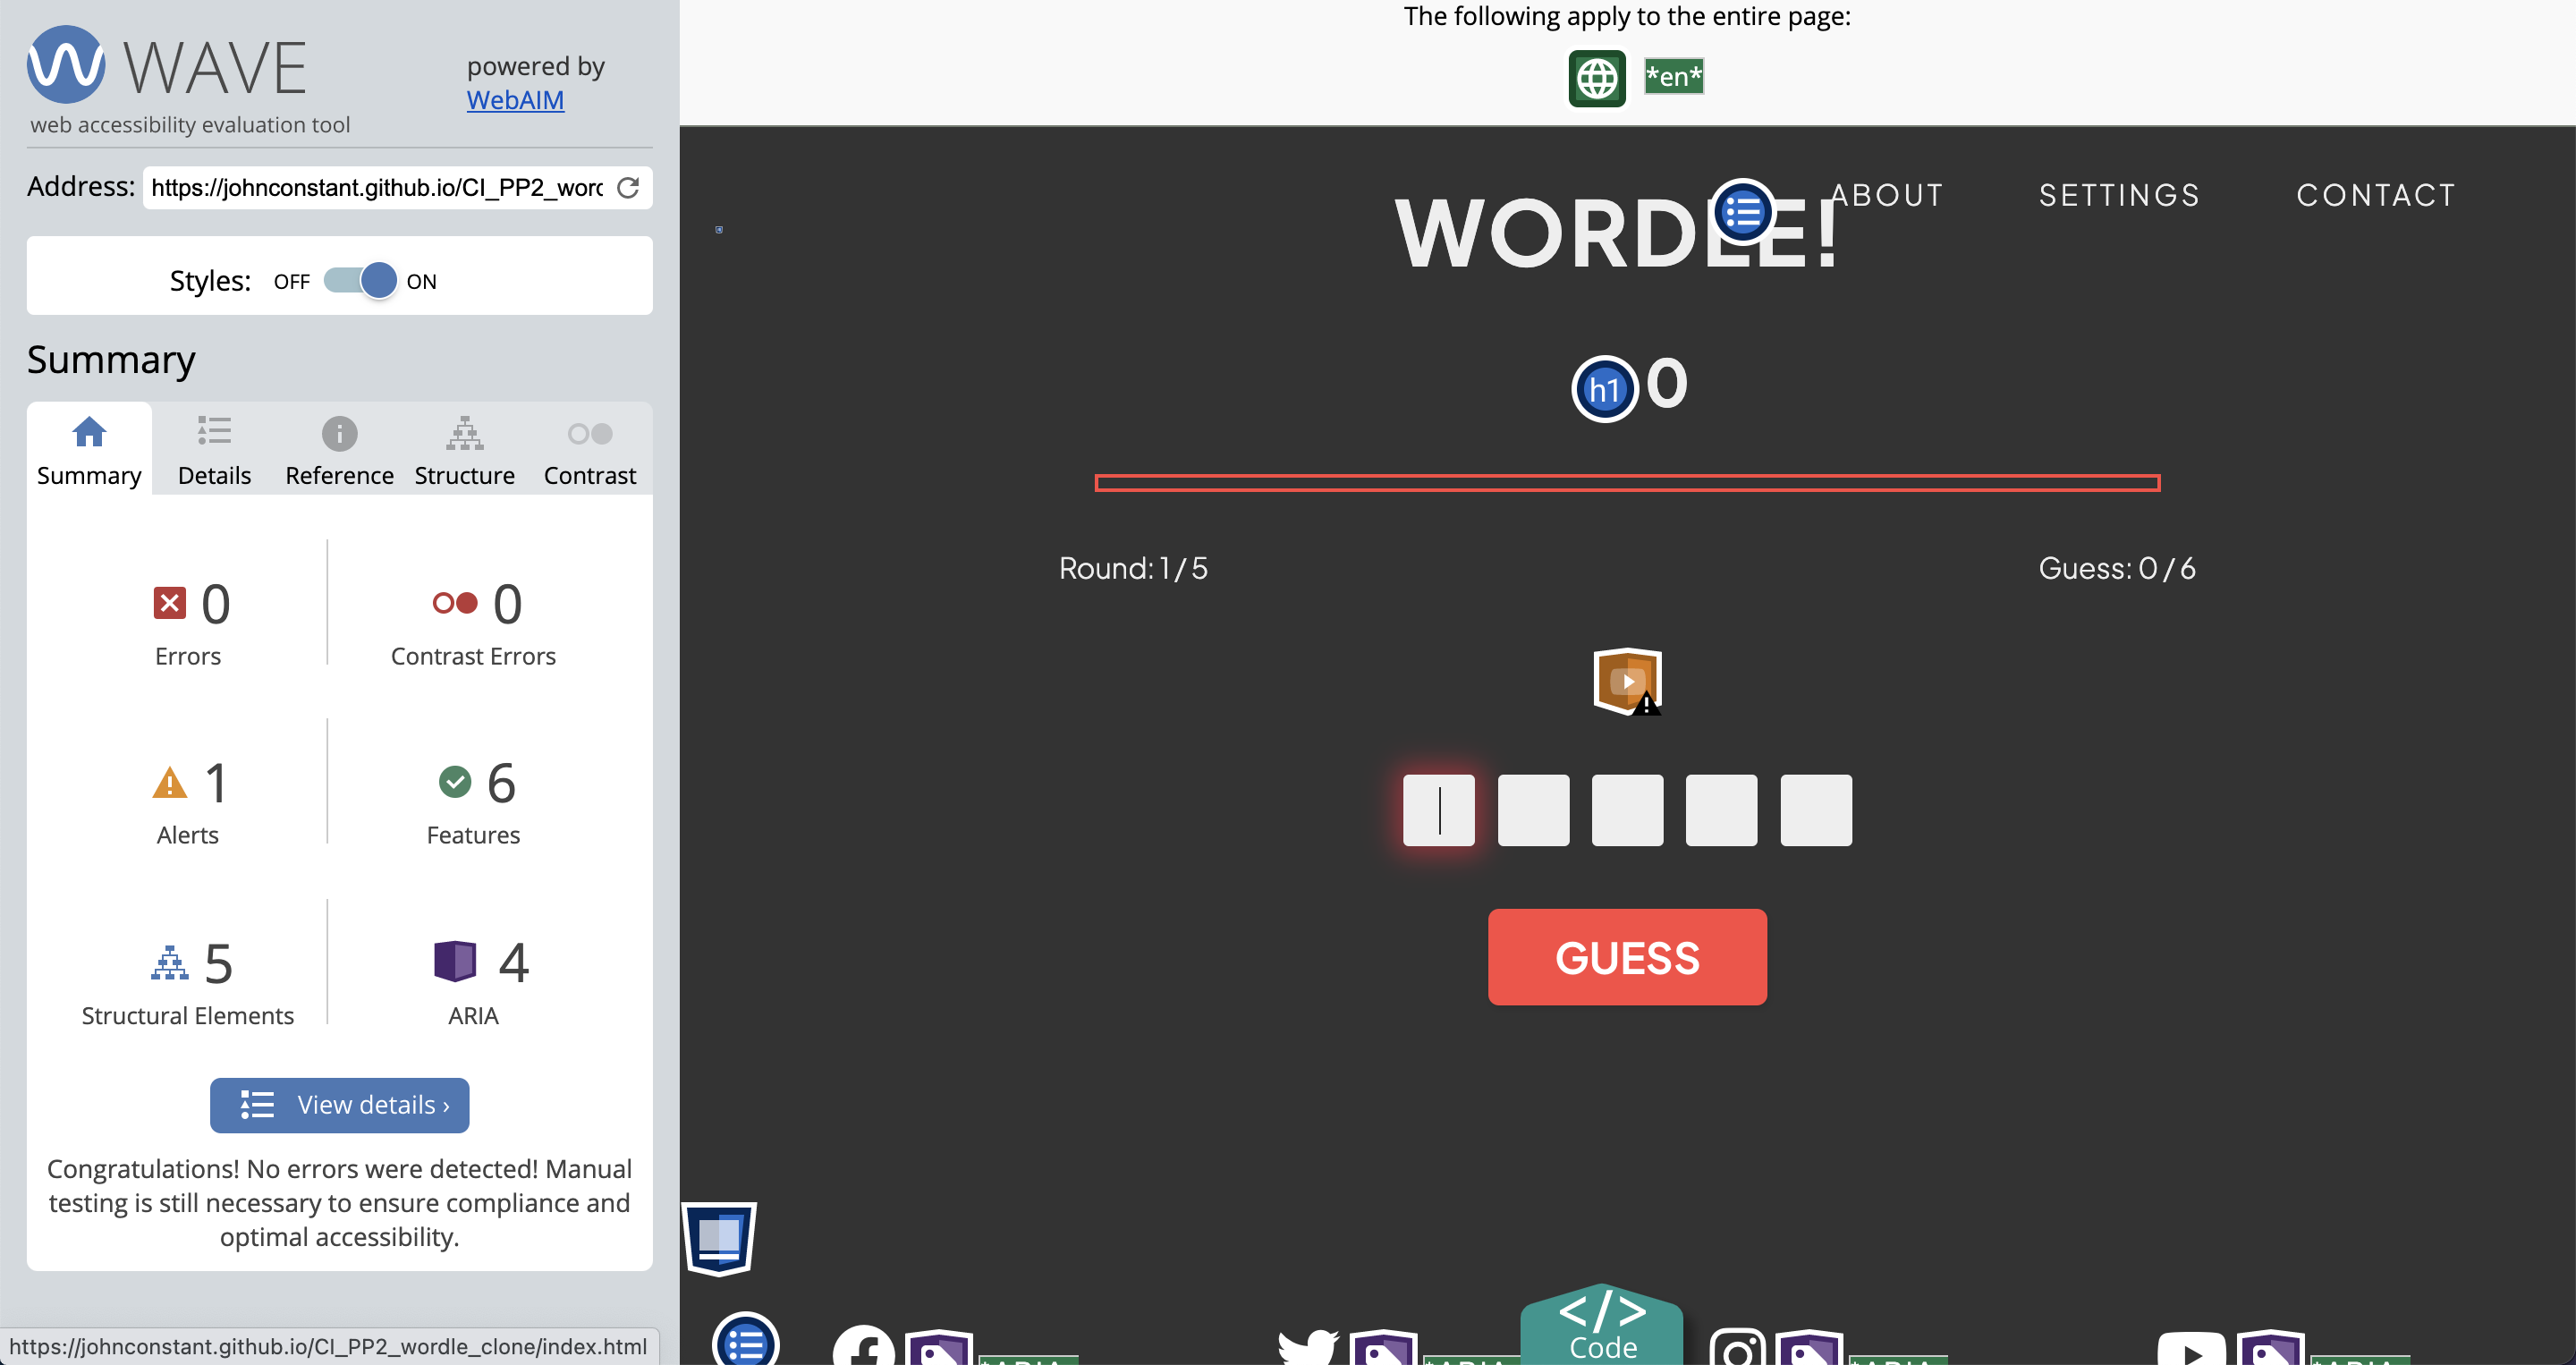 WAVE
powered by
WebAIM
web accessibility evaluation tool
Address: https://johnconstant.github.io/CI_PP2_word
Styles: OFF ON
Summary
Summary Details Reference Structure Contrast
0 0
Errors Contrast Errors
1 6
Alerts Features
5 4
Structural Elements ARIA
View details ›
Congratulations! No errors were detected! Manual
testing is still necessary to ensure compliance and
optimal accessibility.
https://johnconstant.github.io/CI_PP2_wordle_clone/index.html
The following apply to the entire page:
*en*
WORDLE!
ABOUT SETTINGS CONTACT
h1 0
Round: 1/5 Guess: 0/6
GUESS
</>
Code